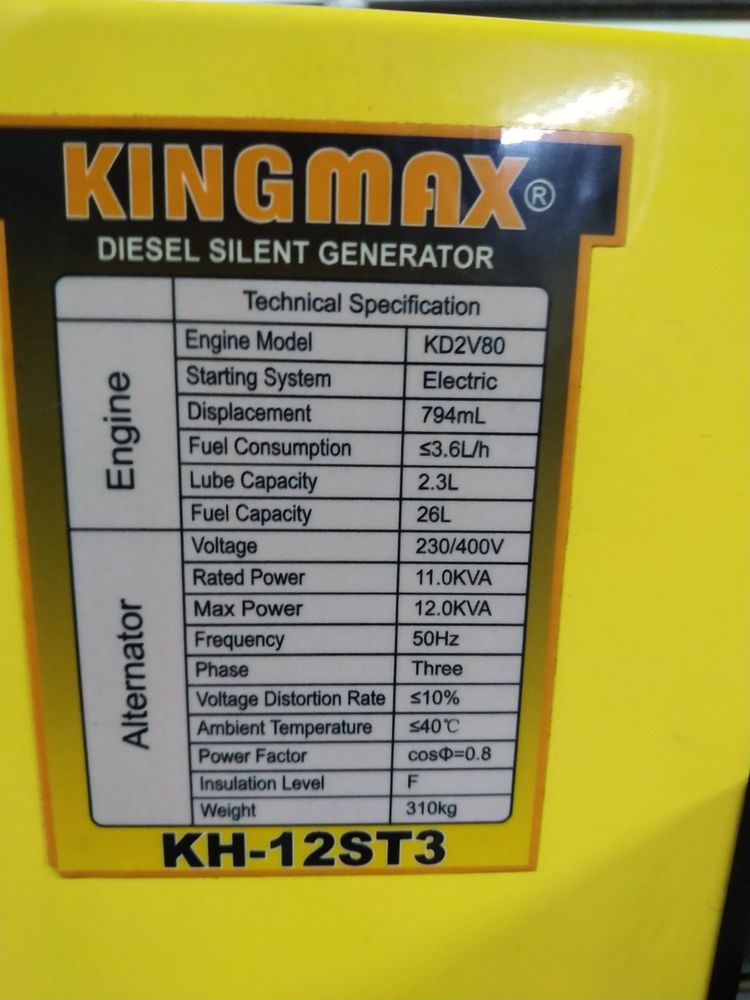 KINGMAX®
DIESEL SILENT GENERATOR
Technical Specification
Engine
Engine Model KD2V80
Starting System Electric
Displacement 794mL
Fuel Consumption ≤3.6L/h
Lube Capacity 2.3L
Fuel Capacity 26L
Alternator
Voltage 230/400V
Rated Power 11.0KVA
Max Power 12.0KVA
Frequency 50Hz
Phase Three
Voltage Distortion Rate ≤10%
Ambient Temperature ≤40℃
Power Factor cosΦ=0.8
Insulation Level F
Weight 310kg
KH-12ST3